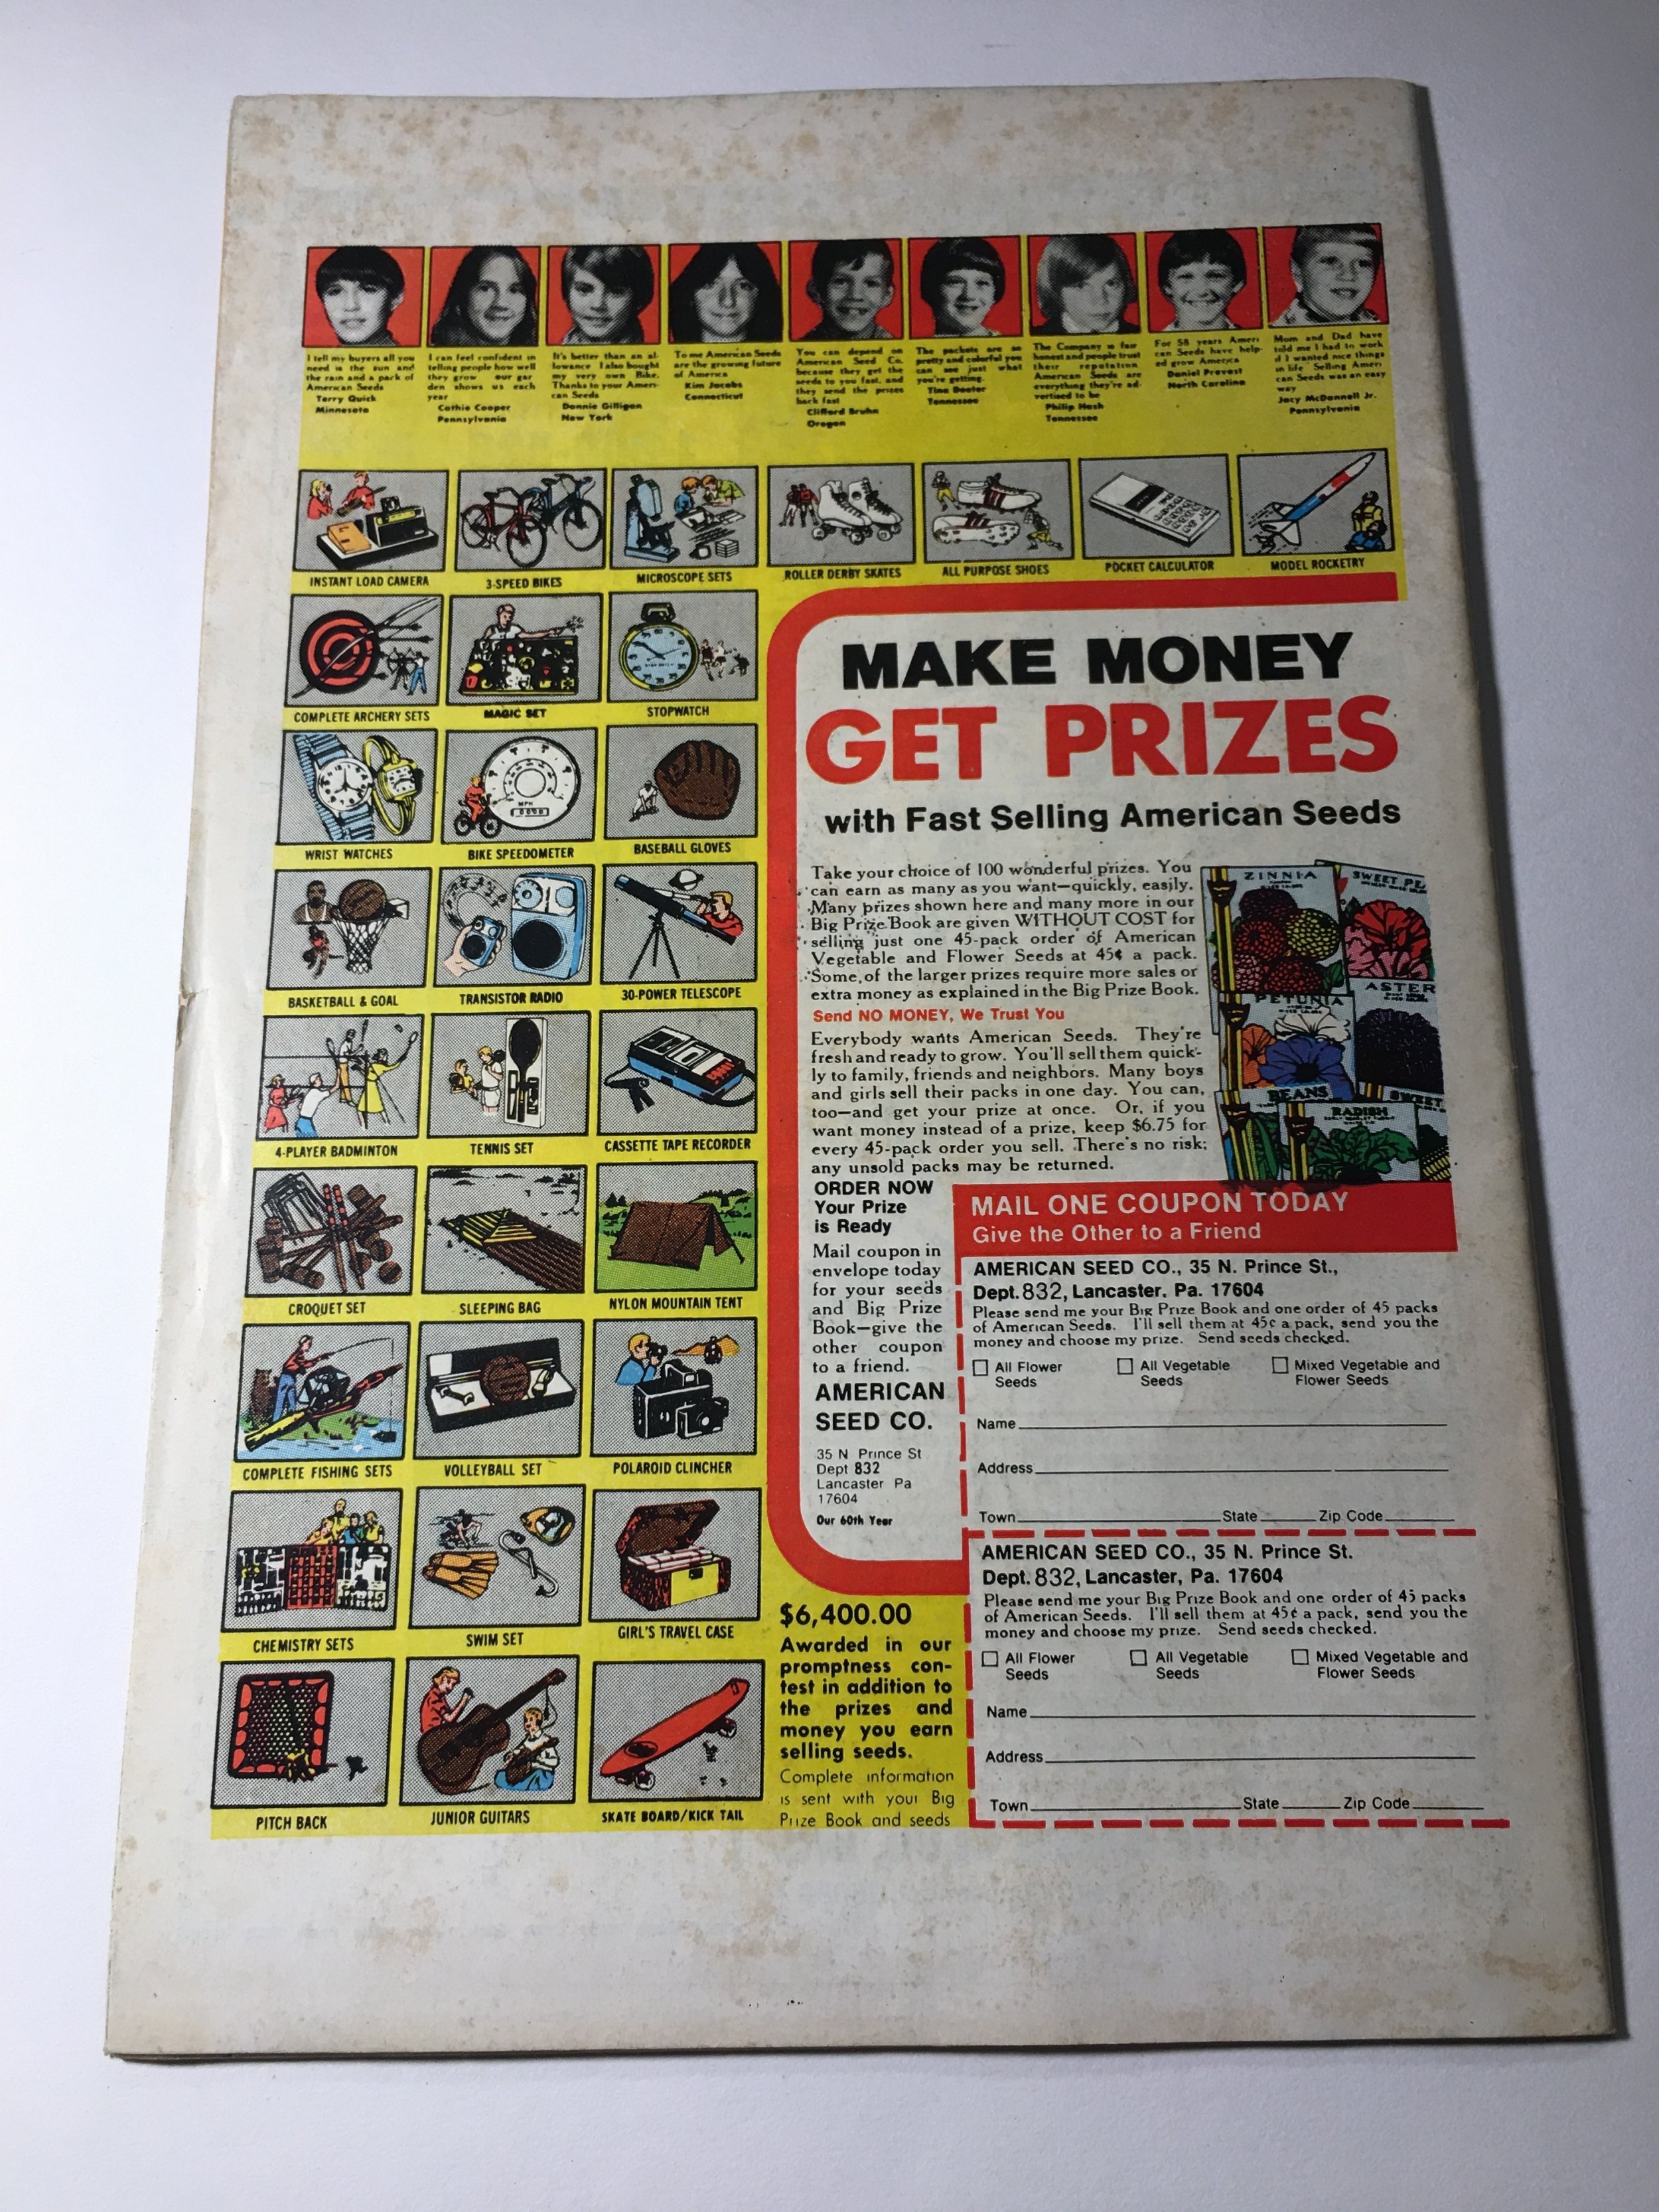 I tell my buyers all you
need is the sun and
the rain and a pack of
American Seeds
Terry Quick
Minnesota
I can feel confident in
telling people how well
they grow our gar
den shows us each
year
Cathie Cooper
Pennsylvania
It's better than an al-
lowance I also bought
my very own Bike.
Thanks to your Ameri-
can Seeds
Donnie Gilligan
New York
To me American Seeds
are the growing future
of America
Kim Jacobs
Connecticut
You can depend on
American Seed Co.
because they get the
seeds to you fast, and
they send the prizes
back fast
Clifford Bruhn
Oregon
The packets are so
pretty and colorful you
can see just what
you're getting.
Tina Deeter
Tennessee
The Company is fair
honest and people trust
their reputation
American Seeds are
everything they're ad-
vertised to be
Philip Hash
Tennessee
For 58 years Ameri
can Seeds have help-
ed grow America
Daniel Prevost
North Carolina
Mom and Dad have
told me I had to work
if I wanted nice things
in life Selling Ameri
can Seeds was an easy
way
Jacy McDonnell Jr.
Pennsylvania
INSTANT LOAD CAMERA
3-SPEED BIKES
MICROSCOPE SETS
ROLLER DERBY SKATES
ALL PURPOSE SHOES
POCKET CALCULATOR
MODEL ROCKETRY
COMPLETE ARCHERY SETS
MAGIC SET
STOPWATCH
WRIST WATCHES
MPH
BIKE SPEEDOMETER
BASEBALL GLOVES
BASKETBALL & GOAL
TRANSISTOR RADIO
30-POWER TELESCOPE
4-PLAYER BADMINTON
TENNIS SET
CASSETTE TAPE RECORDER
CROQUET SET
SLEEPING BAG
NYLON MOUNTAIN TENT
COMPLETE FISHING SETS
VOLLEYBALL SET
POLAROID CLINCHER
CHEMISTRY SETS
SWIM SET
GIRL'S TRAVEL CASE
PITCH BACK
JUNIOR GUITARS
SKATE BOARD/KICK TAIL
MAKE MONEY
GET PRIZES
with Fast Selling American Seeds
Take your choice of 100 wonderful prizes. You
can earn as many as you want—quickly, easily.
Many prizes shown here and many more in our
Big Prize Book are given WITHOUT COST for
selling just one 45-pack order of American
Vegetable and Flower Seeds at 45¢ a pack.
Some of the larger prizes require more sales or
extra money as explained in the Big Prize Book.
Send NO MONEY, We Trust You
Everybody wants American Seeds. They're
fresh and ready to grow. You'll sell them quick-
ly to family, friends and neighbors. Many boys
and girls sell their packs in one day. You can,
too—and get your prize at once. Or, if you
want money instead of a prize, keep $6.75 for
every 45-pack order you sell. There's no risk;
any unsold packs may be returned.
ZINNIA
SWEET PE
ASTER
PETUNIA
BEANS
RADISH
SWEET
ORDER NOW
Your Prize
is Ready
Mail coupon in
envelope today
for your seeds
and Big Prize
Book—give the
other coupon
to a friend.
AMERICAN
SEED CO.
35 N Prince St
Dept 832
Lancaster Pa
17604
Our 60th Year
MAIL ONE COUPON TODAY
Give the Other to a Friend
AMERICAN SEED CO., 35 N. Prince St.,
Dept. 832, Lancaster, Pa. 17604
Please send me your Big Prize Book and one order of 45 packs
of American Seeds. I'll sell them at 45¢ a pack, send you the
money and choose my prize. Send seeds checked.
All Flower Seeds
All Vegetable Seeds
Mixed Vegetable and Flower Seeds
Name
Address
Town State Zip Code
AMERICAN SEED CO., 35 N. Prince St.
Dept. 832, Lancaster, Pa. 17604
Please send me your Big Prize Book and one order of 45 packs
of American Seeds. I'll sell them at 45¢ a pack, send you the
money and choose my prize. Send seeds checked.
All Flower Seeds
All Vegetable Seeds
Mixed Vegetable and Flower Seeds
Name
Address
Town State Zip Code
$6,400.00
Awarded in our
promptness con-
test in addition to
the prizes and
money you earn
selling seeds.
Complete information
is sent with your Big
Prize Book and seeds